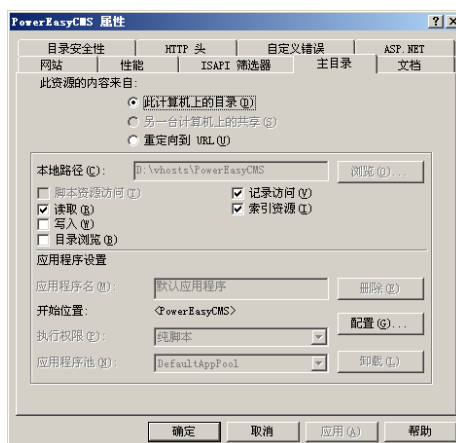 PowerEasyCMS 属性
目录安全性 HTTP 头 自定义错误 ASP.NET
网站 性能 ISAPI 筛选器 主目录 文档
此资源的内容来自:
此计算机上的目录(D)
另一台计算机上的共享(S)
重定向到 URL(U)
本地路径(C): D:\vhosts\PowerEasyCMS 浏览(O)...
脚本资源访问(T) 记录访问(V)
读取(R) 索引资源(I)
写入(W)
目录浏览(B)
应用程序设置
应用程序名(M): 默认应用程序 删除(E)
开始位置: <PowerEasyCMS>
配置(G)...
执行权限(P): 纯脚本
应用程序池(N): DefaultAppPool 卸载(L)
确定 取消 应用(A) 帮助